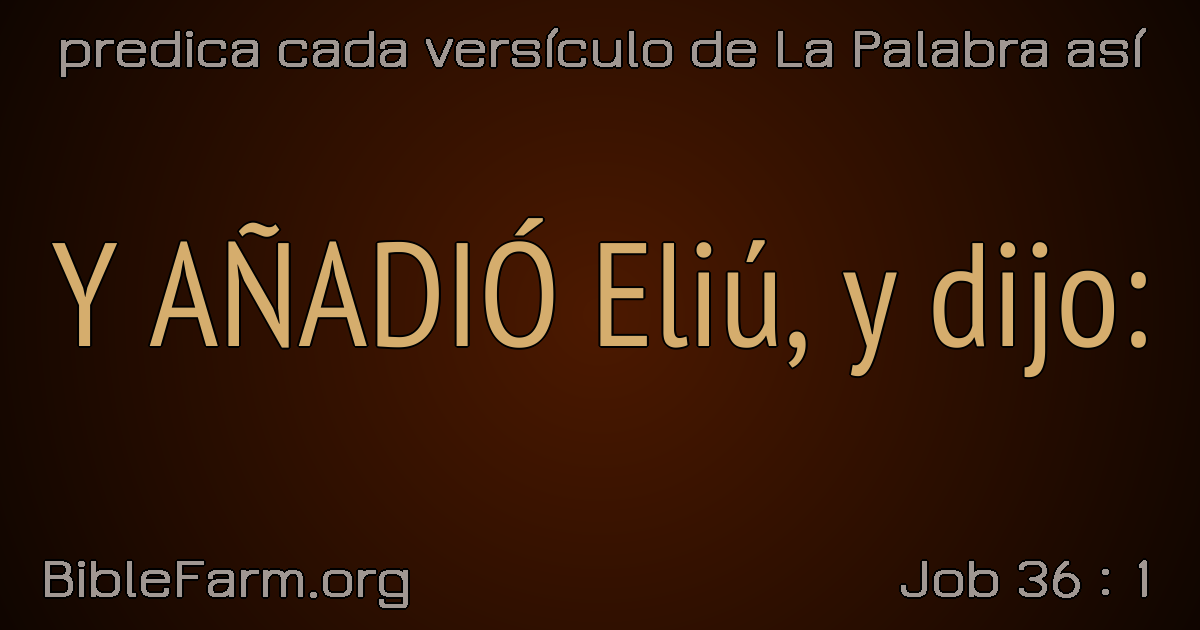 predica cada versículo de La Palabra así
Y AÑADIÓ Eliú, y dijo:
BibleFarm.org
Job 36 : 1